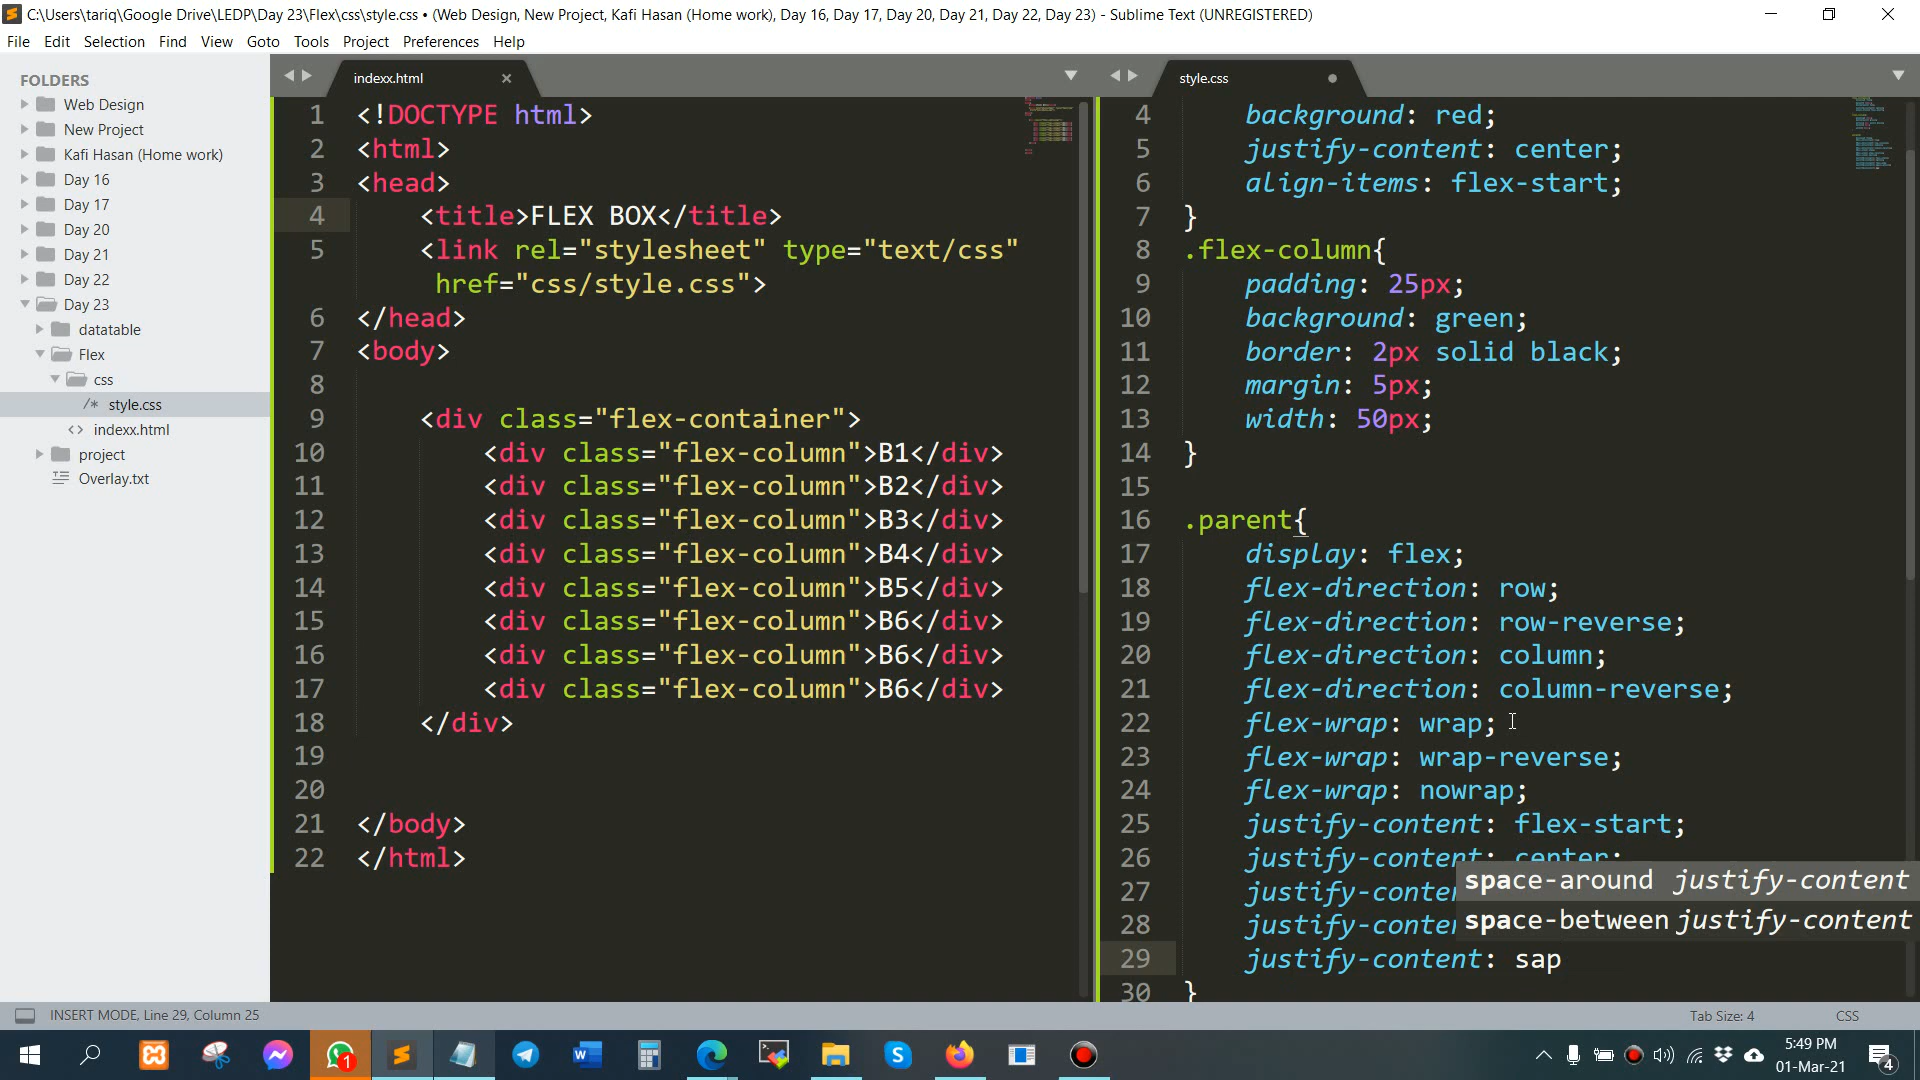 C:\Users\tariq\Google Drive\LEDP\Day 23\Flex\css\style.css • (Web Design, New Project, Kafi Hasan (Home work), Day 16, Day 17, Day 20, Day 21, Day 22, Day 23) - Sublime Text (UNREGISTERED)
File Edit Selection Find View Goto Tools Project Preferences Help
FOLDERS
Web Design
New Project
Kafi Hasan (Home work)
Day 16
Day 17
Day 20
Day 21
Day 22
Day 23
datatable
Flex
css
/* style.css
<> indexx.html
project
Overlay.txt
indexx.html
1 <!DOCTYPE html>
2 <html>
3 <head>
4 <title>FLEX BOX</title>
5 <link rel="stylesheet" type="text/css"
href="css/style.css">
6 </head>
7 <body>
8
9 <div class="flex-container">
10 <div class="flex-column">B1</div>
11 <div class="flex-column">B2</div>
12 <div class="flex-column">B3</div>
13 <div class="flex-column">B4</div>
14 <div class="flex-column">B5</div>
15 <div class="flex-column">B6</div>
16 <div class="flex-column">B6</div>
17 <div class="flex-column">B6</div>
18 </div>
19
20
21 </body>
22 </html>
style.css
4 background: red;
5 justify-content: center;
6 align-items: flex-start;
7 }
8 .flex-column{
9 padding: 25px;
10 background: green;
11 border: 2px solid black;
12 margin: 5px;
13 width: 50px;
14 }
15
16 .parent{
17 display: flex;
18 flex-direction: row;
19 flex-direction: row-reverse;
20 flex-direction: column;
21 flex-direction: column-reverse;
22 flex-wrap: wrap;
23 flex-wrap: wrap-reverse;
24 flex-wrap: nowrap;
25 justify-content: flex-start;
26 justify-content: center;
27 justify-conte
28 justify-conte
29 justify-content: sap
30 }
space-around justify-content
space-between justify-content
INSERT MODE, Line 29, Column 25
Tab Size: 4 CSS
1
5:49 PM
01-Mar-21
4